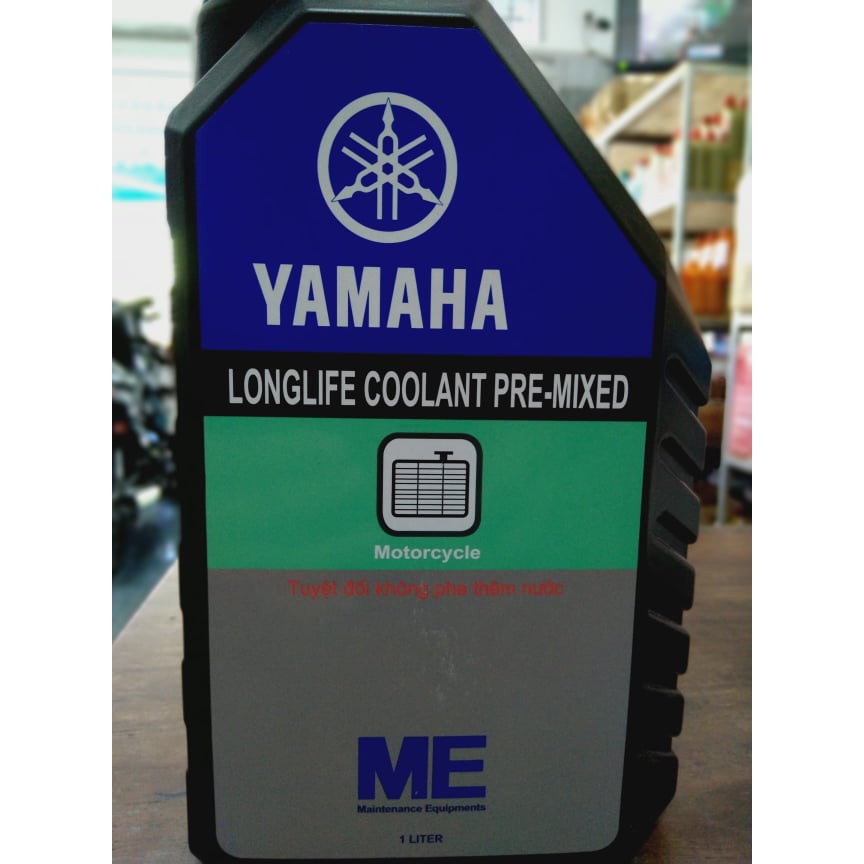 YAMAHA
LONGLIFE COOLANT PRE-MIXED
Motorcycle
Tuyệt đối không pha thêm nước
ME
Maintenance Equipments
1 LITER